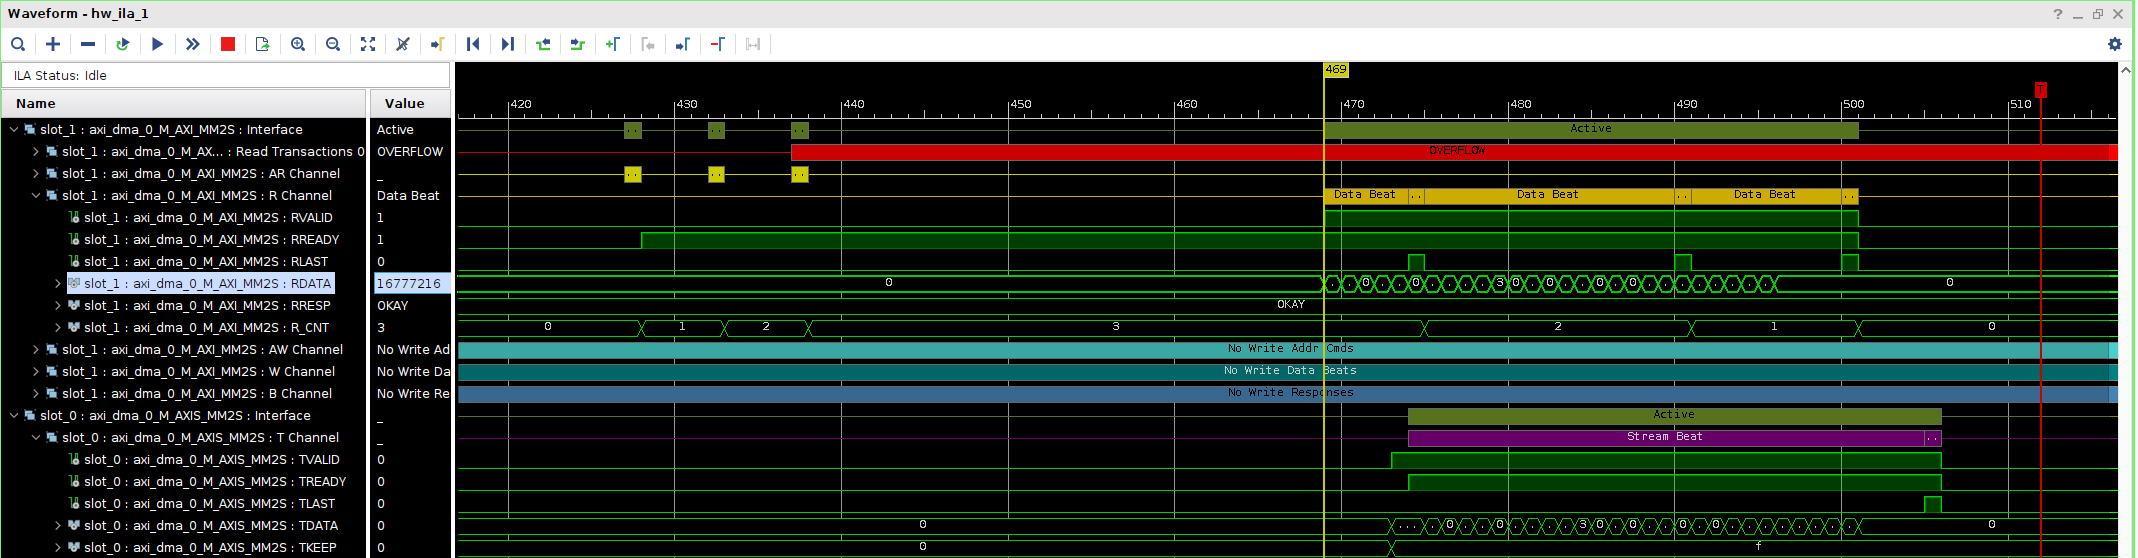 Waveform - hw_ila_1
ILA Status: Idle
Name Value
469
420 430 440 450 460 470 480 490 500 510
T
slot_1 : axi_dma_0_M_AXI_MM2S : Interface Active .. .. .. Active
slot_1 : axi_dma_0_M_AX... : Read Transactions 0 OVERFLOW OVERFLOW
slot_1 : axi_dma_0_M_AXI_MM2S : AR Channel _ .. .. ..
slot_1 : axi_dma_0_M_AXI_MM2S : R Channel Data Beat Data Beat .. Data Beat .. Data Beat ..
slot_1 : axi_dma_0_M_AXI_MM2S : RVALID 1
slot_1 : axi_dma_0_M_AXI_MM2S : RREADY 1
slot_1 : axi_dma_0_M_AXI_MM2S : RLAST 0
slot_1 : axi_dma_0_M_AXI_MM2S : RDATA 16777216 0 0 0 3 0 0 0 0 0
slot_1 : axi_dma_0_M_AXI_MM2S : RRESP OKAY OKAY
slot_1 : axi_dma_0_M_AXI_MM2S : R_CNT 3 0 1 2 3 2 1 0
slot_1 : axi_dma_0_M_AXI_MM2S : AW Channel No Write Ad No Write Addr Cmds
slot_1 : axi_dma_0_M_AXI_MM2S : W Channel No Write Da No Write Data Beats
slot_1 : axi_dma_0_M_AXI_MM2S : B Channel No Write Re No Write Responses
slot_0 : axi_dma_0_M_AXIS_MM2S : Interface _ Active
slot_0 : axi_dma_0_M_AXIS_MM2S : T Channel _ Stream Beat ..
slot_0 : axi_dma_0_M_AXIS_MM2S : TVALID 0
slot_0 : axi_dma_0_M_AXIS_MM2S : TREADY 0
slot_0 : axi_dma_0_M_AXIS_MM2S : TLAST 0
slot_0 : axi_dma_0_M_AXIS_MM2S : TDATA 0 0 ... 0 0 3 0 0 0 0 0
slot_0 : axi_dma_0_M_AXIS_MM2S : TKEEP 0 0 f